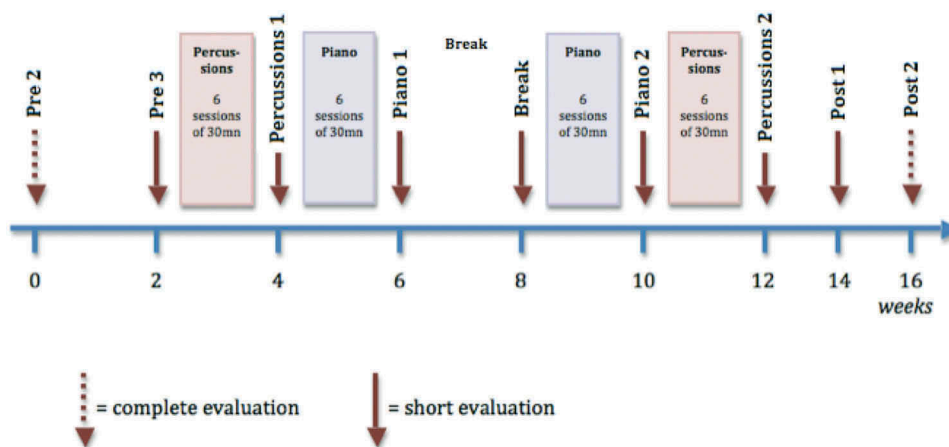 Pre 2
Pre 3
Percus-
sions
6
sessions
of 30mn
Percussions 1
Piano
6
sessions
of 30mn
Piano 1
Break
Break
Piano
6
sessions
of 30mn
Piano 2
Percus-
sions
6
sessions
of 30mn
Percussions 2
Post 1
Post 2
0 2 4 6 8 10 12 14 16
weeks
= complete evaluation
= short evaluation